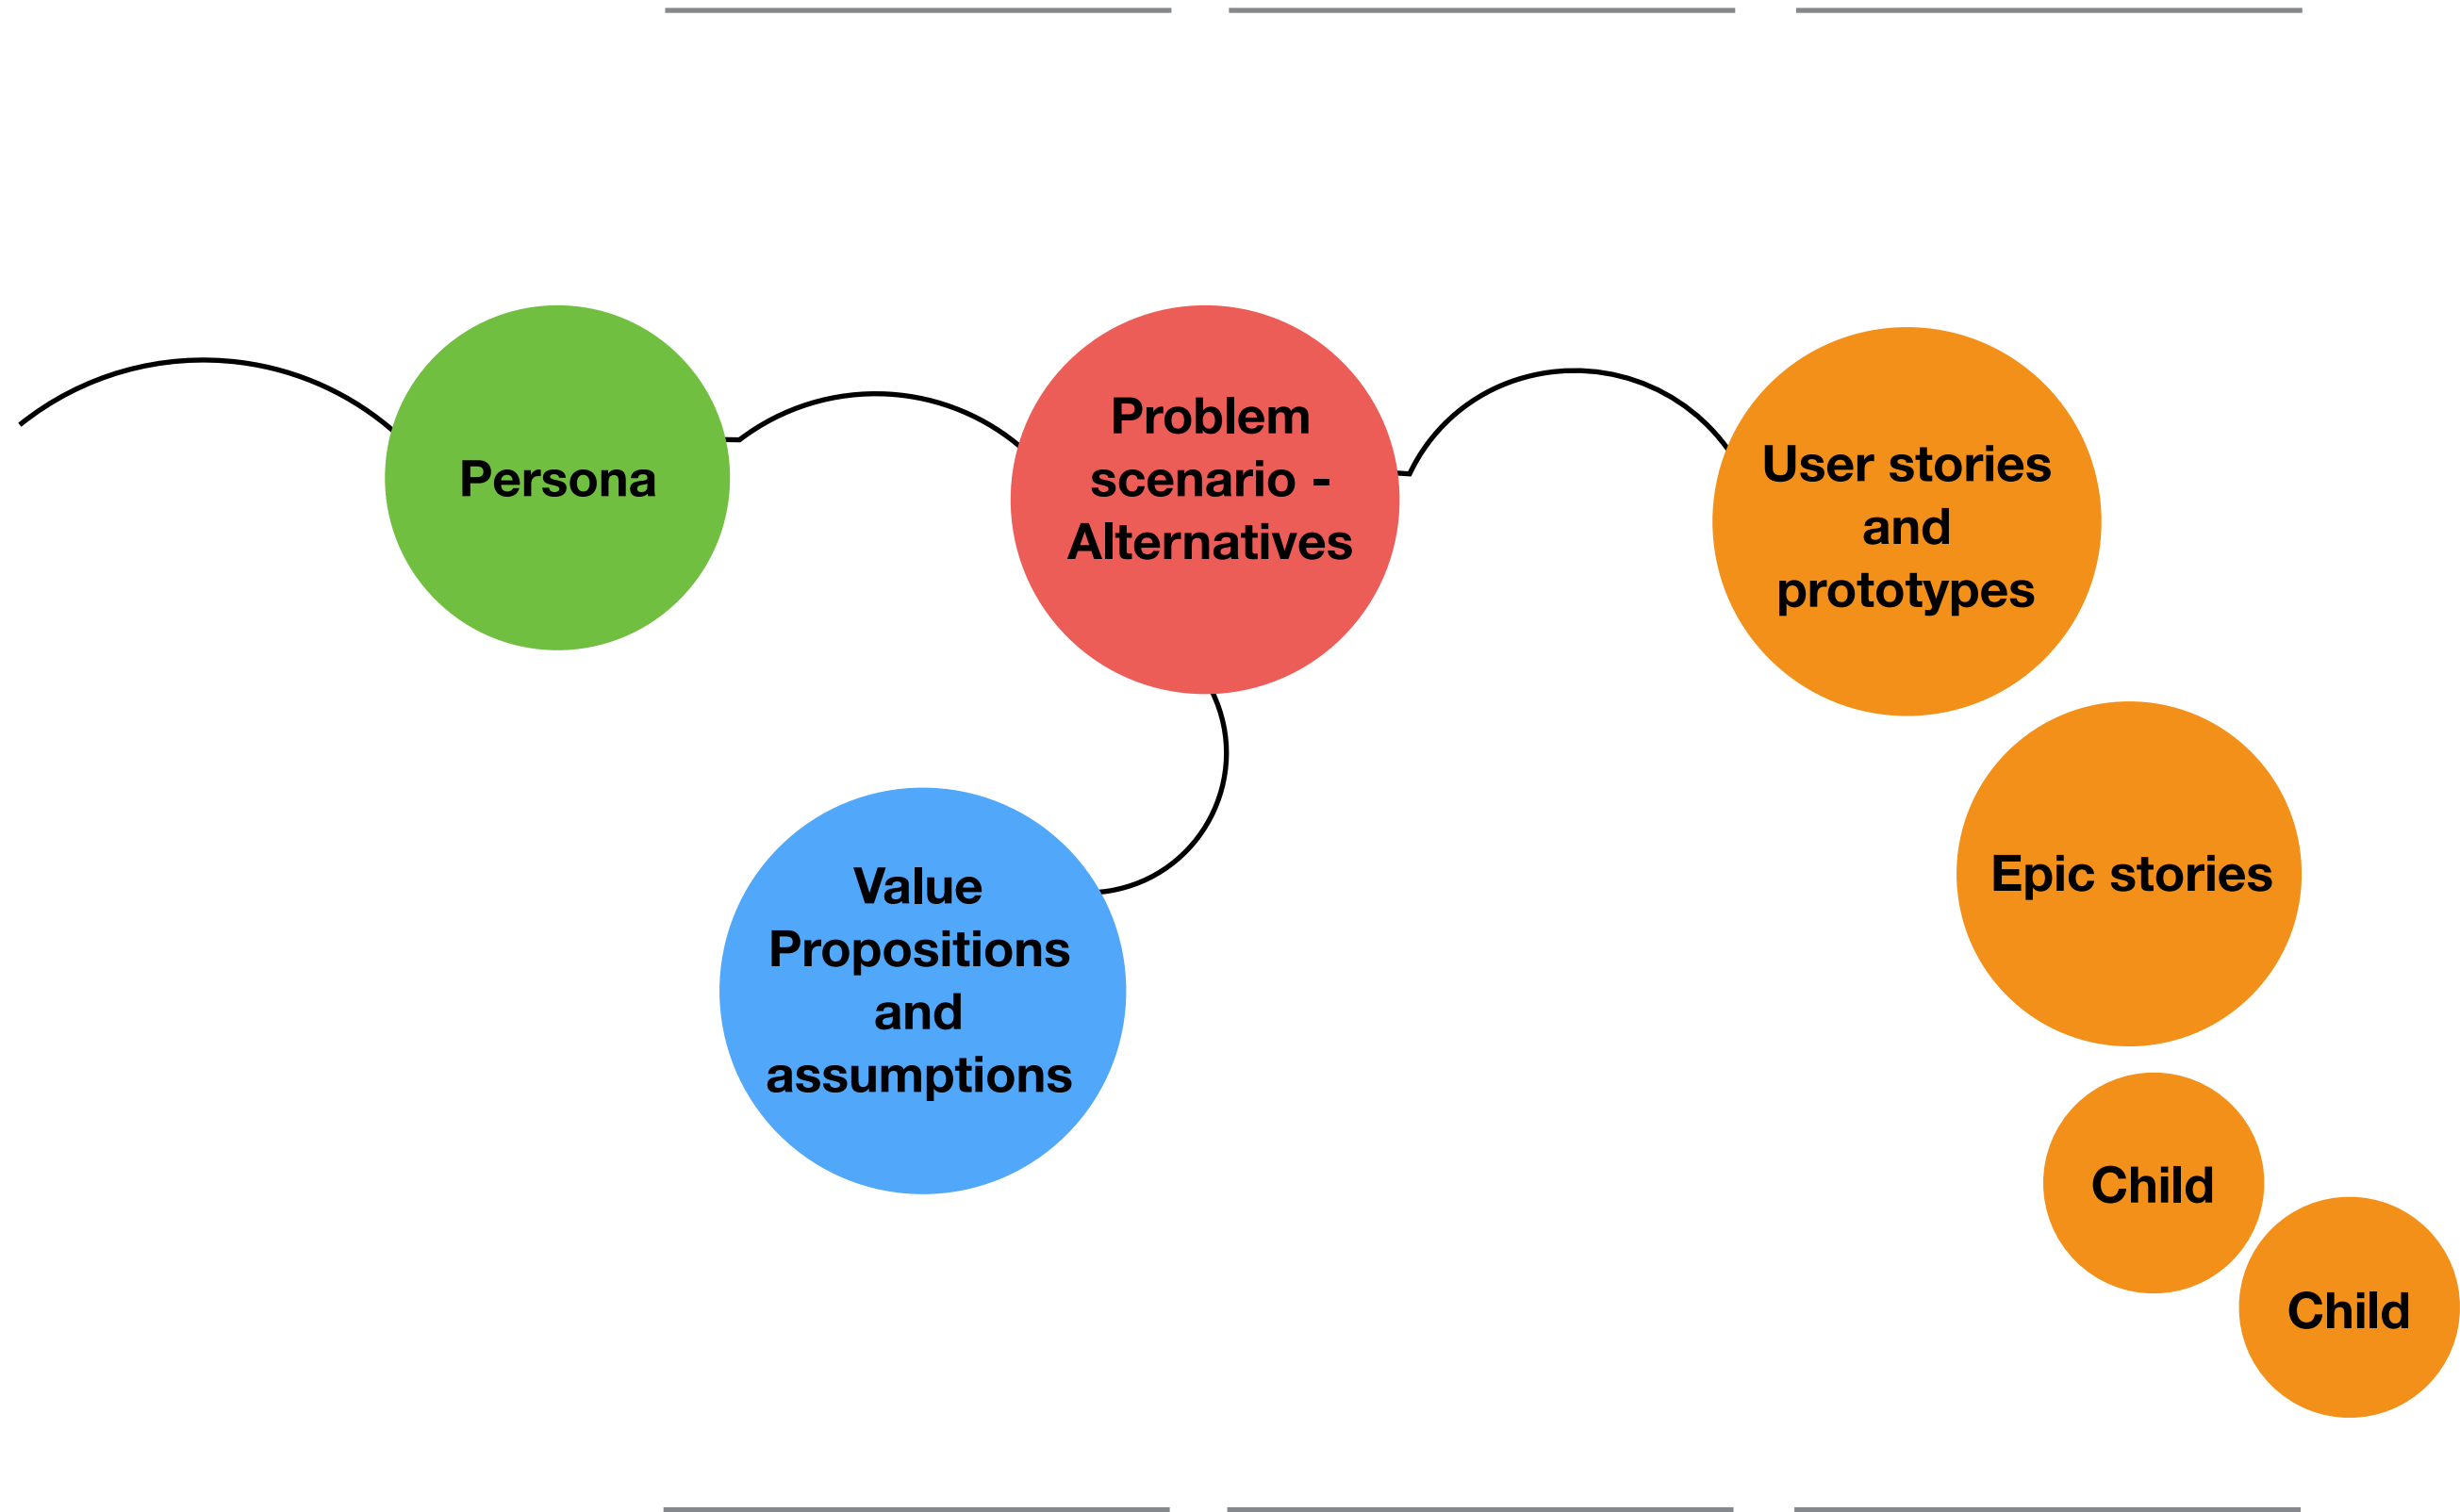 Persona
Problem
scenario -
Alternatives
User stories
and
prototypes
Value
Propositions
and
assumptions
Epic stories
Child
Child